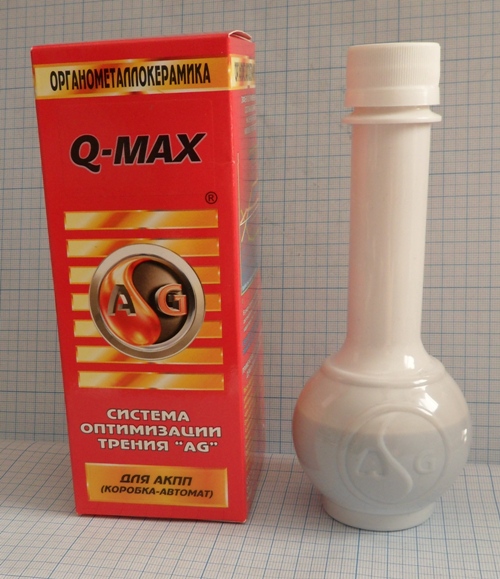 ОРГАНОМЕТАЛЛОКЕРАМИКА
Q-MAX
®
AG
СИСТЕМА
ОПТИМИЗАЦИИ
ТРЕНИЯ "AG"
ДЛЯ АКПП
(КОРОБКА-АВТОМАТ)
AG